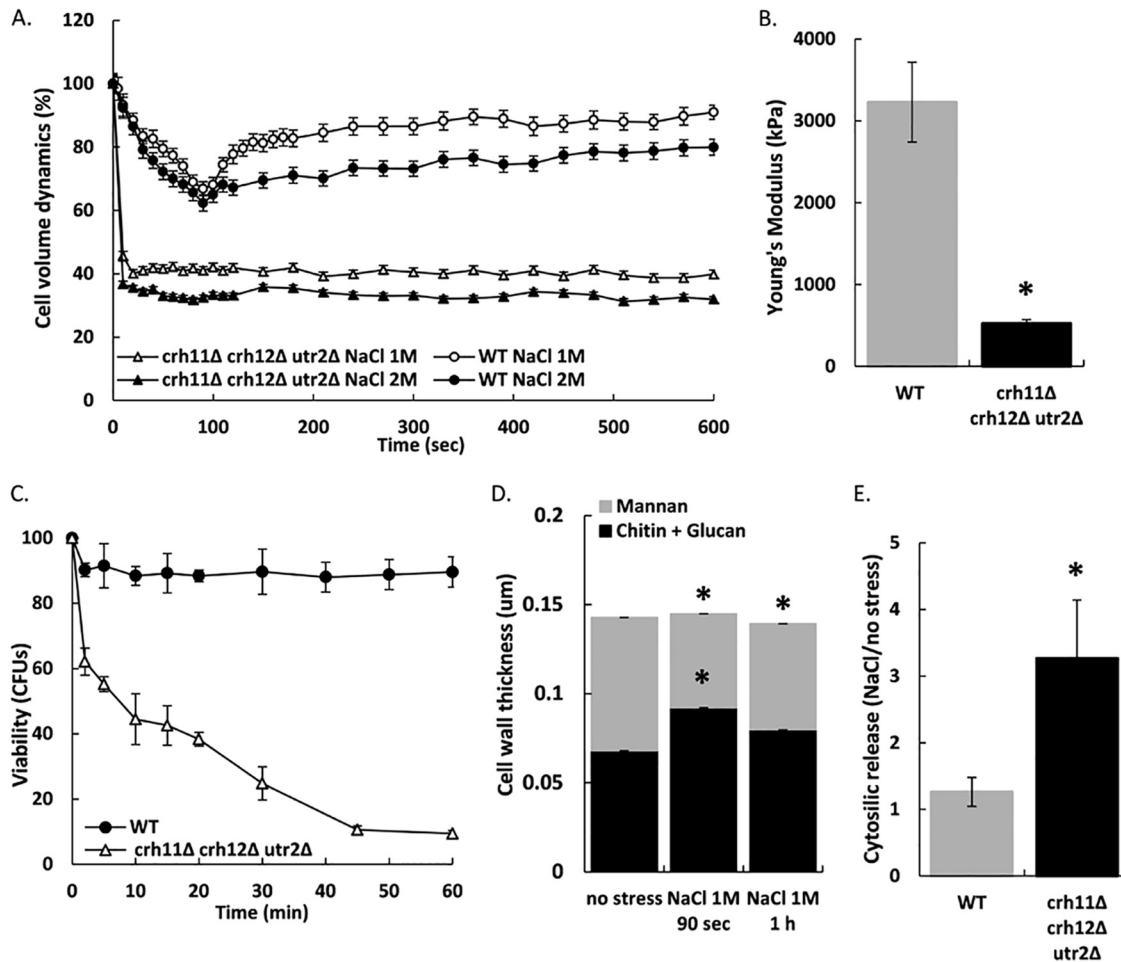 A.
120
100
80
60
40
20
0
Cell volume dynamics (%)
crh11Δ crh12Δ utr2Δ NaCl 1M
WT NaCl 1M
crh11Δ crh12Δ utr2Δ NaCl 2M
WT NaCl 2M
0 100 200 300 400 500 600
Time (sec)
B.
4000
3000
2000
1000
0
Young's Modulus (kPa)
*
WT
crh11Δ
crh12Δ utr2Δ
C.
100
80
60
40
20
0
Viability (CFUs)
WT
crh11Δ crh12Δ utr2Δ
0 10 20 30 40 50 60
Time (min)
D.
Mannan
Chitin + Glucan
0.2
0.15
0.1
0.05
0
Cell wall thickness (um)
* *
*
no stress NaCl 1M NaCl 1M
90 sec 1 h
E.
5
4
3
2
1
0
Cytosilic release (NaCl/no stress)
*
WT
crh11Δ
crh12Δ
utr2Δ